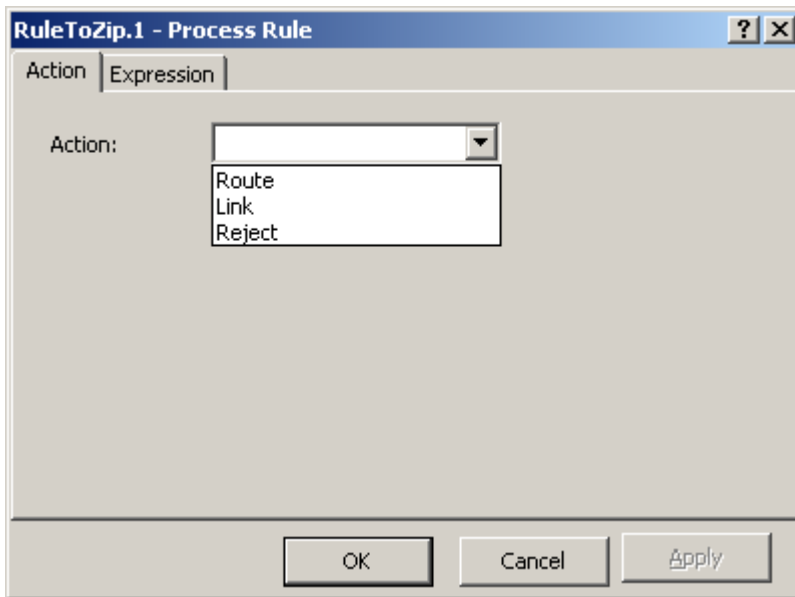 RuleToZip.1 - Process Rule
Action Expression
Action:
Route
Link
Reject
OK Cancel Apply